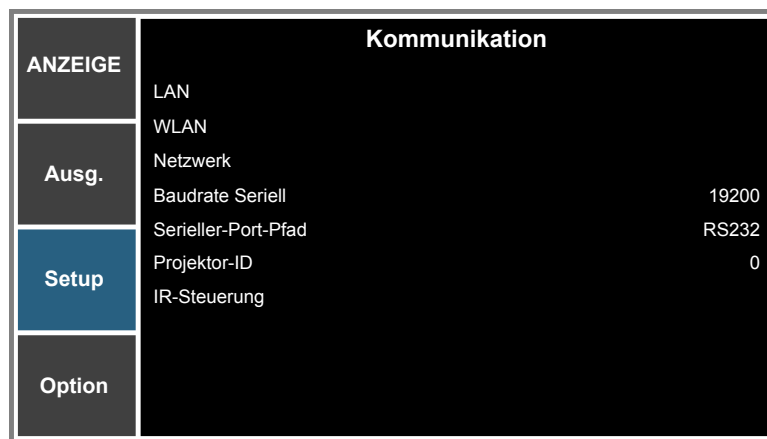 ANZEIGE
Ausg.
Setup
Option
Kommunikation
LAN
WLAN
Netzwerk
Baudrate Seriell 19200
Serieller-Port-Pfad RS232
Projektor-ID 0
IR-Steuerung